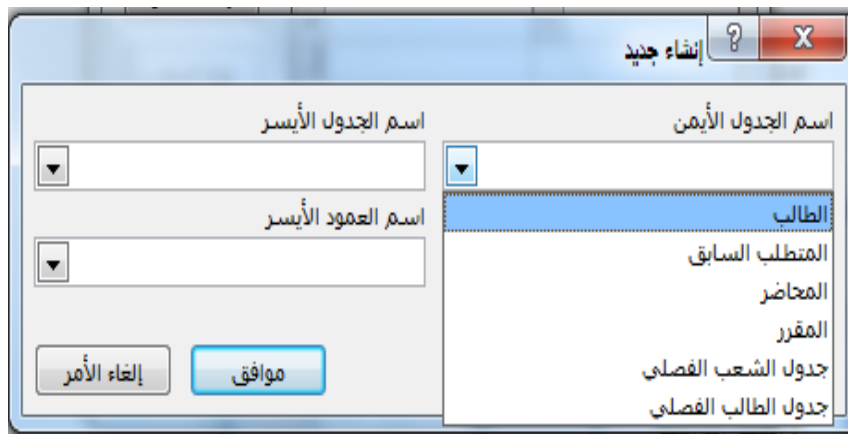 إنشاء جديد
اسم الجدول الأيمن
اسم الجدول الأيسر
الطالب
المتطلب السابق
المحاضر
المقرر
جدول الشعب الفصلي
جدول الطالب الفصلي
اسم العمود الأيسر
موافق
إلغاء الأمر